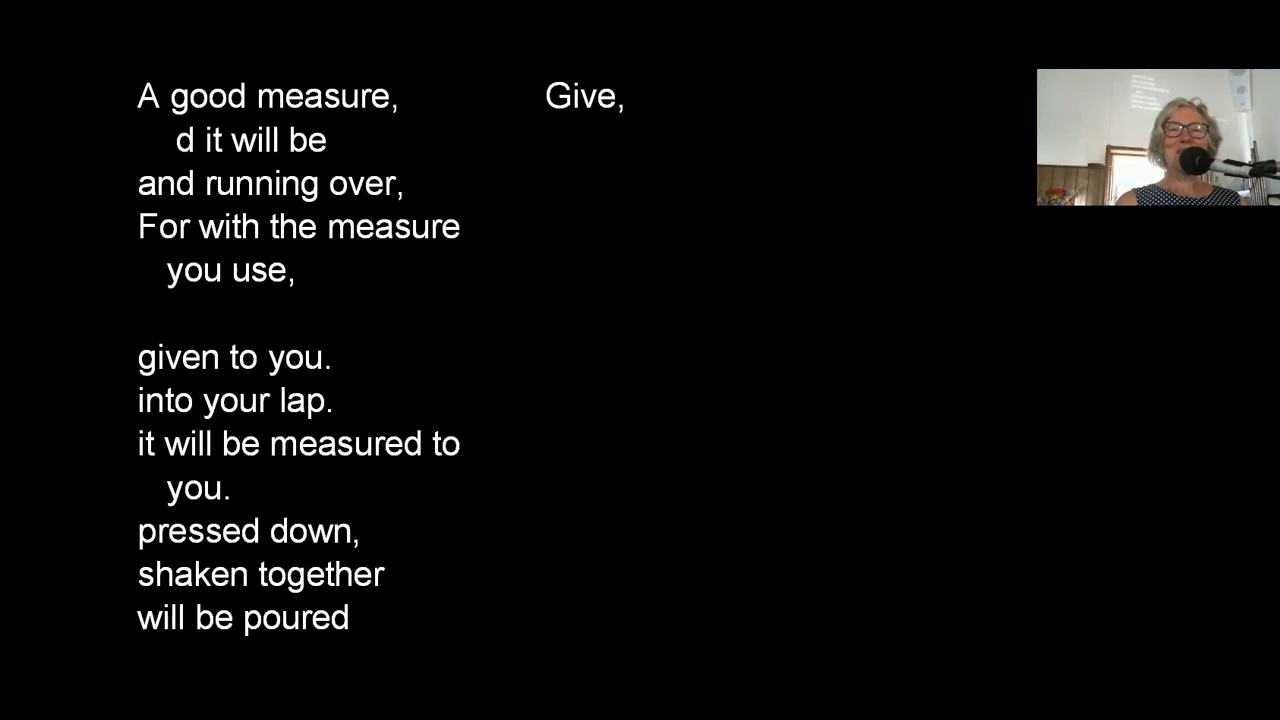 A good measure,
d it will be
and running over,
For with the measure
you use,
given to you.
into your lap.
it will be measured to
you.
pressed down,
shaken together
will be poured
Give,